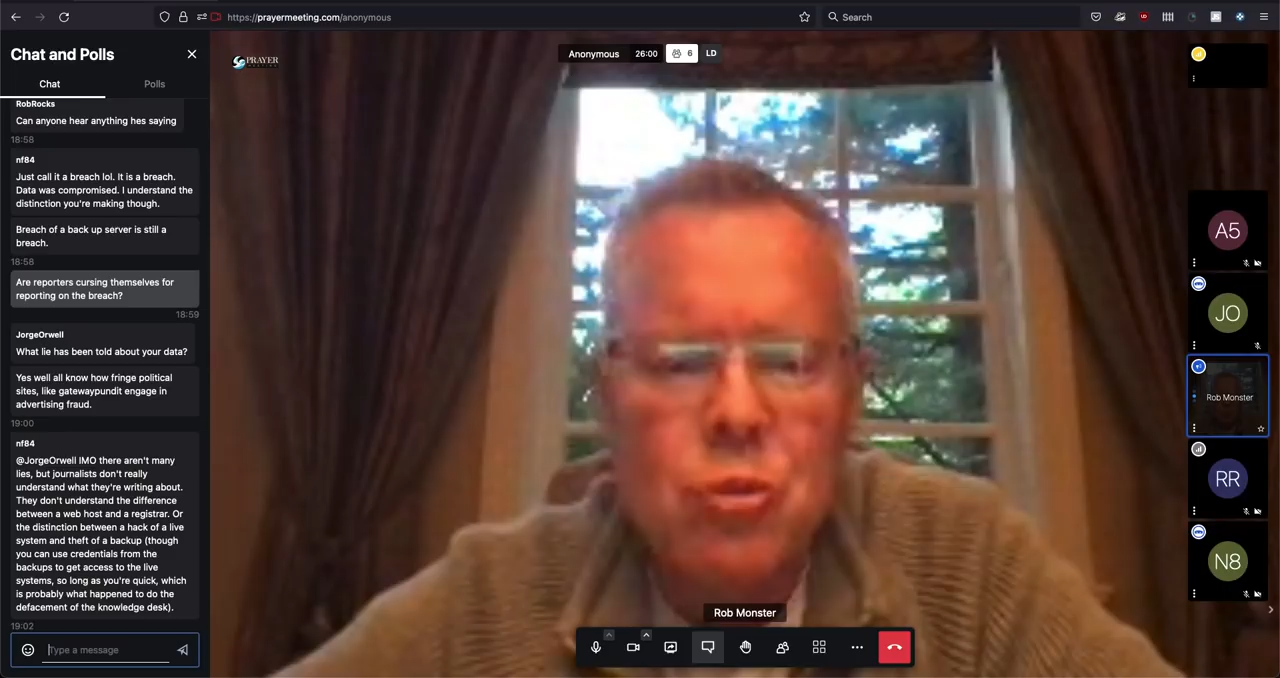 https://prayermeeting.com/anonymous
Search
Chat and Polls
Chat
Polls
RobRocks
Can anyone hear anything hes saying
18:58
nf84
Just call it a breach lol. It is a breach.
Data was compromised. I understand the
distinction you're making though.
Breach of a back up server is still a
breach.
18:58
Are reporters cursing themselves for
reporting on the breach?
18:59
JorgeOrwell
What lie has been told about your data?
Yes well all know how fringe political
sites, like gatewaypundit engage in
advertising fraud.
19:00
nf84
@JorgeOrwell IMO there aren't many
lies, but journalists don't really
understand what they're writing about.
They don't understand the difference
between a web host and a registrar. Or
the distinction between a hack of a live
system and theft of a backup (though
you can use credentials from the
backups to get access to the live
systems, so long as you're quick, which
is probably what happened to do the
defacement of the knowledge desk).
19:02
Type a message
PRAYER
Anonymous 26:00 6 LD
Rob Monster
A5
JO
Rob Monster
RR
N8